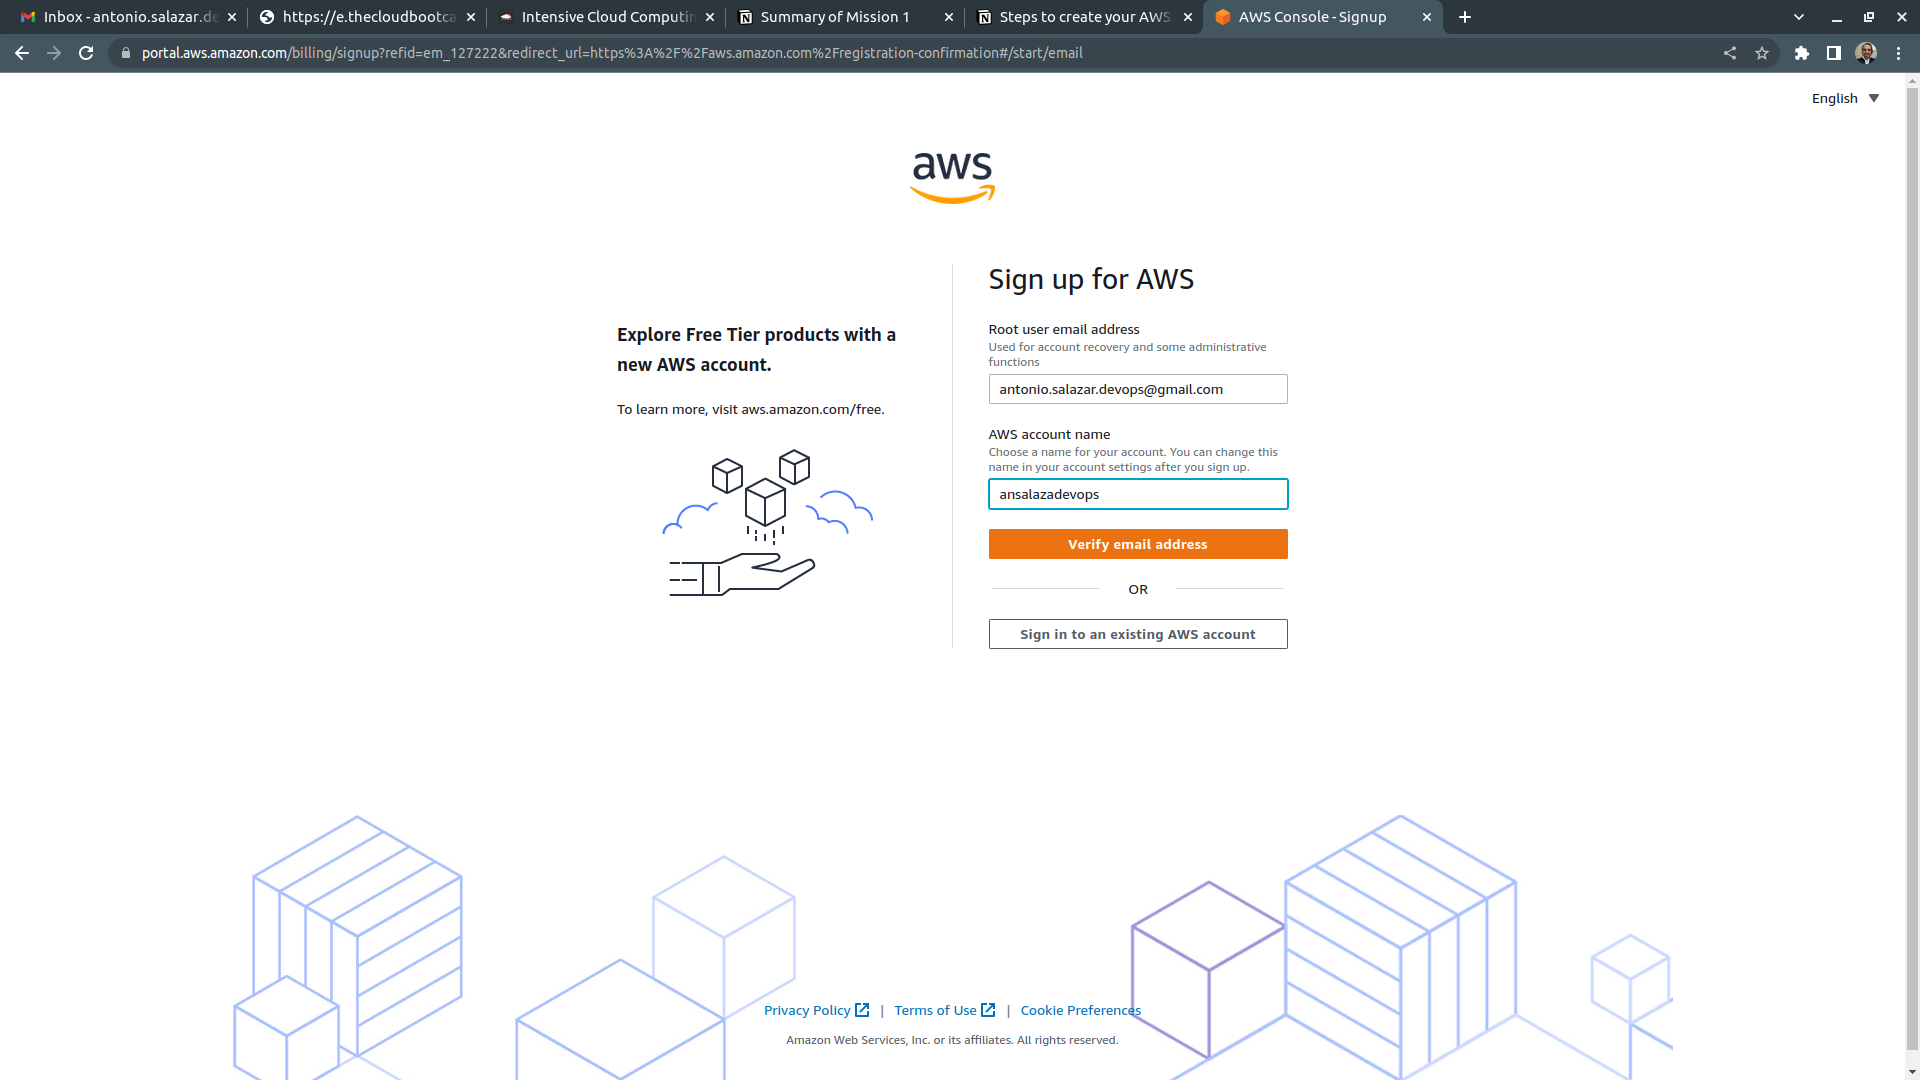 Inbox - antonio.salazar.de
https://e.thecloudbootca
Intensive Cloud Computin
Summary of Mission 1
Steps to create your AWS
AWS Console - Signup
portal.aws.amazon.com/billing/signup?refid=em_127222&redirect_url=https%3A%2F%2Faws.amazon.com%2Fregistration-confirmation#/start/email
English
aws
Explore Free Tier products with a
new AWS account.
To learn more, visit aws.amazon.com/free.
Sign up for AWS
Root user email address
Used for account recovery and some administrative
functions
antonio.salazar.devops@gmail.com
AWS account name
Choose a name for your account. You can change this
name in your account settings after you sign up.
ansalazadevops
Verify email address
OR
Sign in to an existing AWS account
Privacy Policy | Terms of Use | Cookie Preferences
Amazon Web Services, Inc. or its affiliates. All rights reserved.